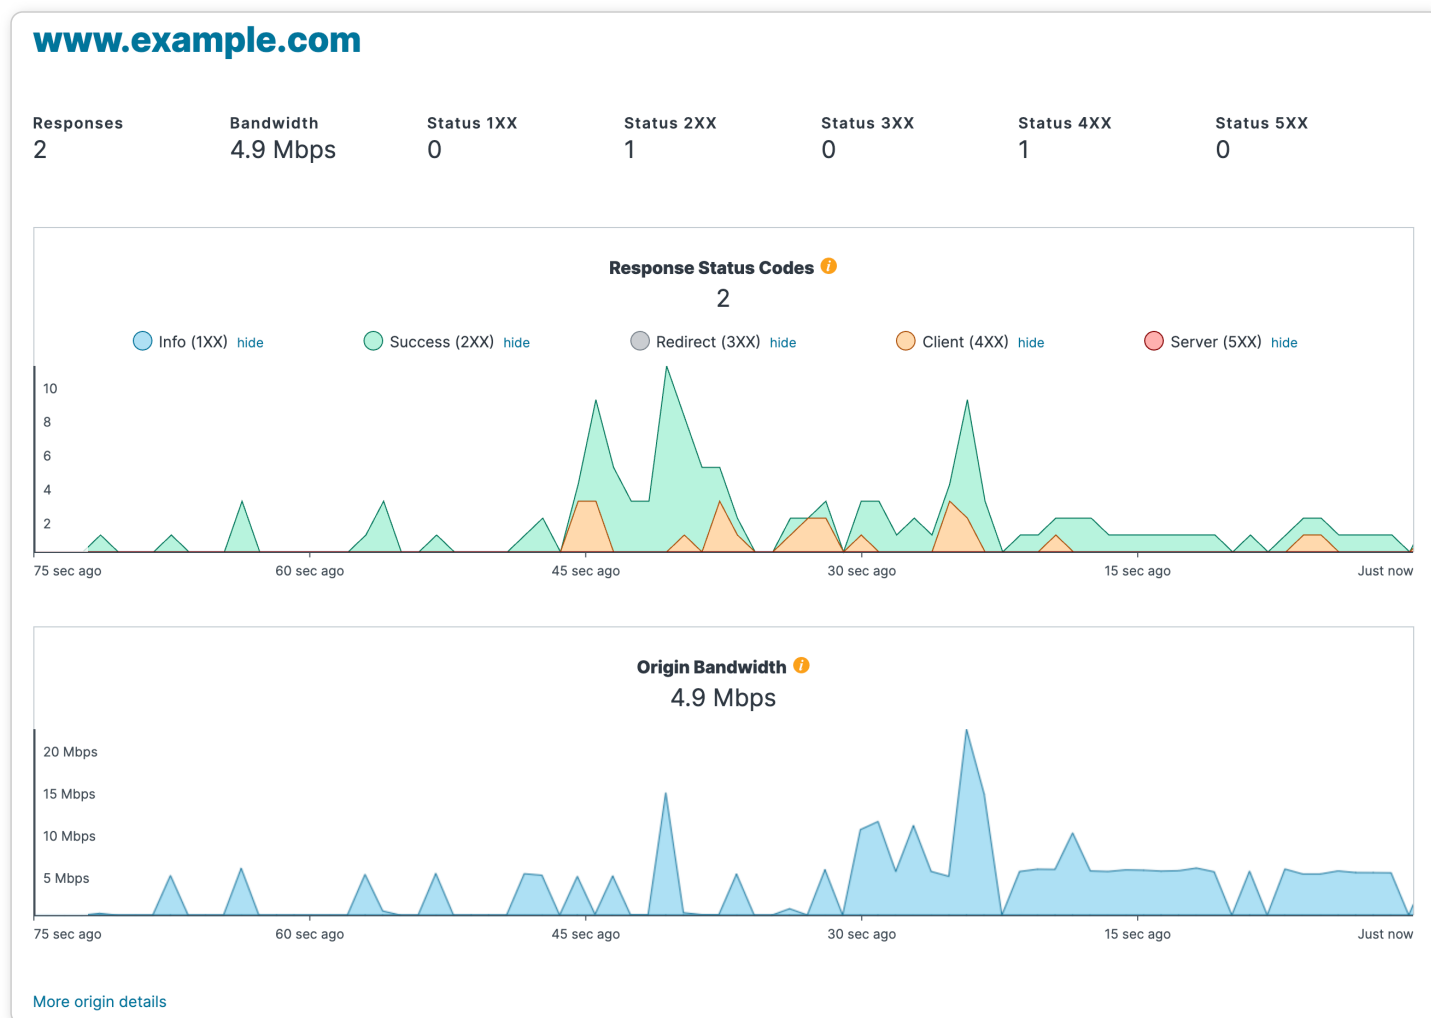 www.example.com
Responses Bandwidth Status 1XX Status 2XX Status 3XX Status 4XX Status 5XX
2 4.9 Mbps 0 1 0 1 0
Response Status Codes i
2
Info (1XX) hide Success (2XX) hide Redirect (3XX) hide Client (4XX) hide Server (5XX) hide
10
8
6
4
2
75 sec ago 60 sec ago 45 sec ago 30 sec ago 15 sec ago Just now
Origin Bandwidth i
4.9 Mbps
20 Mbps
15 Mbps
10 Mbps
5 Mbps
75 sec ago 60 sec ago 45 sec ago 30 sec ago 15 sec ago Just now
More origin details